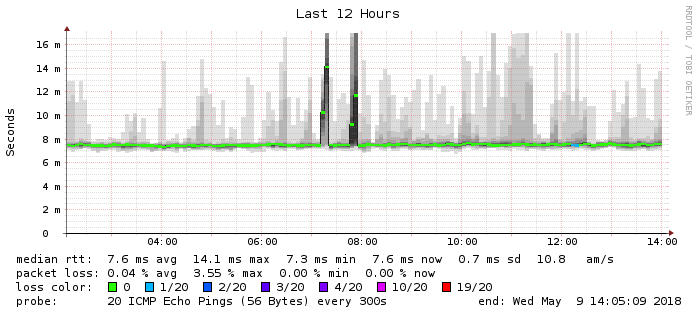 Last 12 Hours
RRDTOOL / TOBI OETIKER
Seconds
16 m
14 m
12 m
10 m
8 m
6 m
4 m
2 m
0
04:00 06:00 08:00 10:00 12:00 14:00
median rtt: 7.6 ms avg 14.1 ms max 7.3 ms min 7.6 ms now 0.7 ms sd 10.8 am/s
packet loss: 0.04 % avg 3.55 % max 0.00 % min 0.00 % now
loss color: 0 1/20 2/20 3/20 4/20 10/20 19/20
probe: 20 ICMP Echo Pings (56 Bytes) every 300s end: Wed May 9 14:05:09 2018